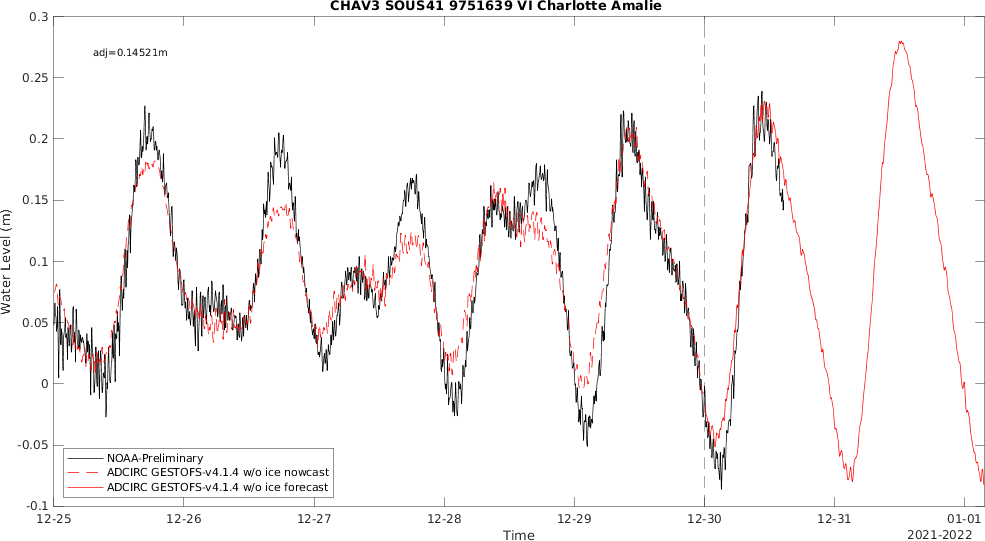 CHAV3 SOUS41 9751639 VI Charlotte Amalie
0.3
adj=0.14521m
0.25
0.2
0.15
0.1
0.05
0
-0.05
-0.1
Water Level (m)
NOAA-Preliminary
ADCIRC GESTOFS-v4.1.4 w/o ice nowcast
ADCIRC GESTOFS-v4.1.4 w/o ice forecast
12-25 12-26 12-27 12-28 12-29 12-30 12-31 01-01
Time
2021-2022